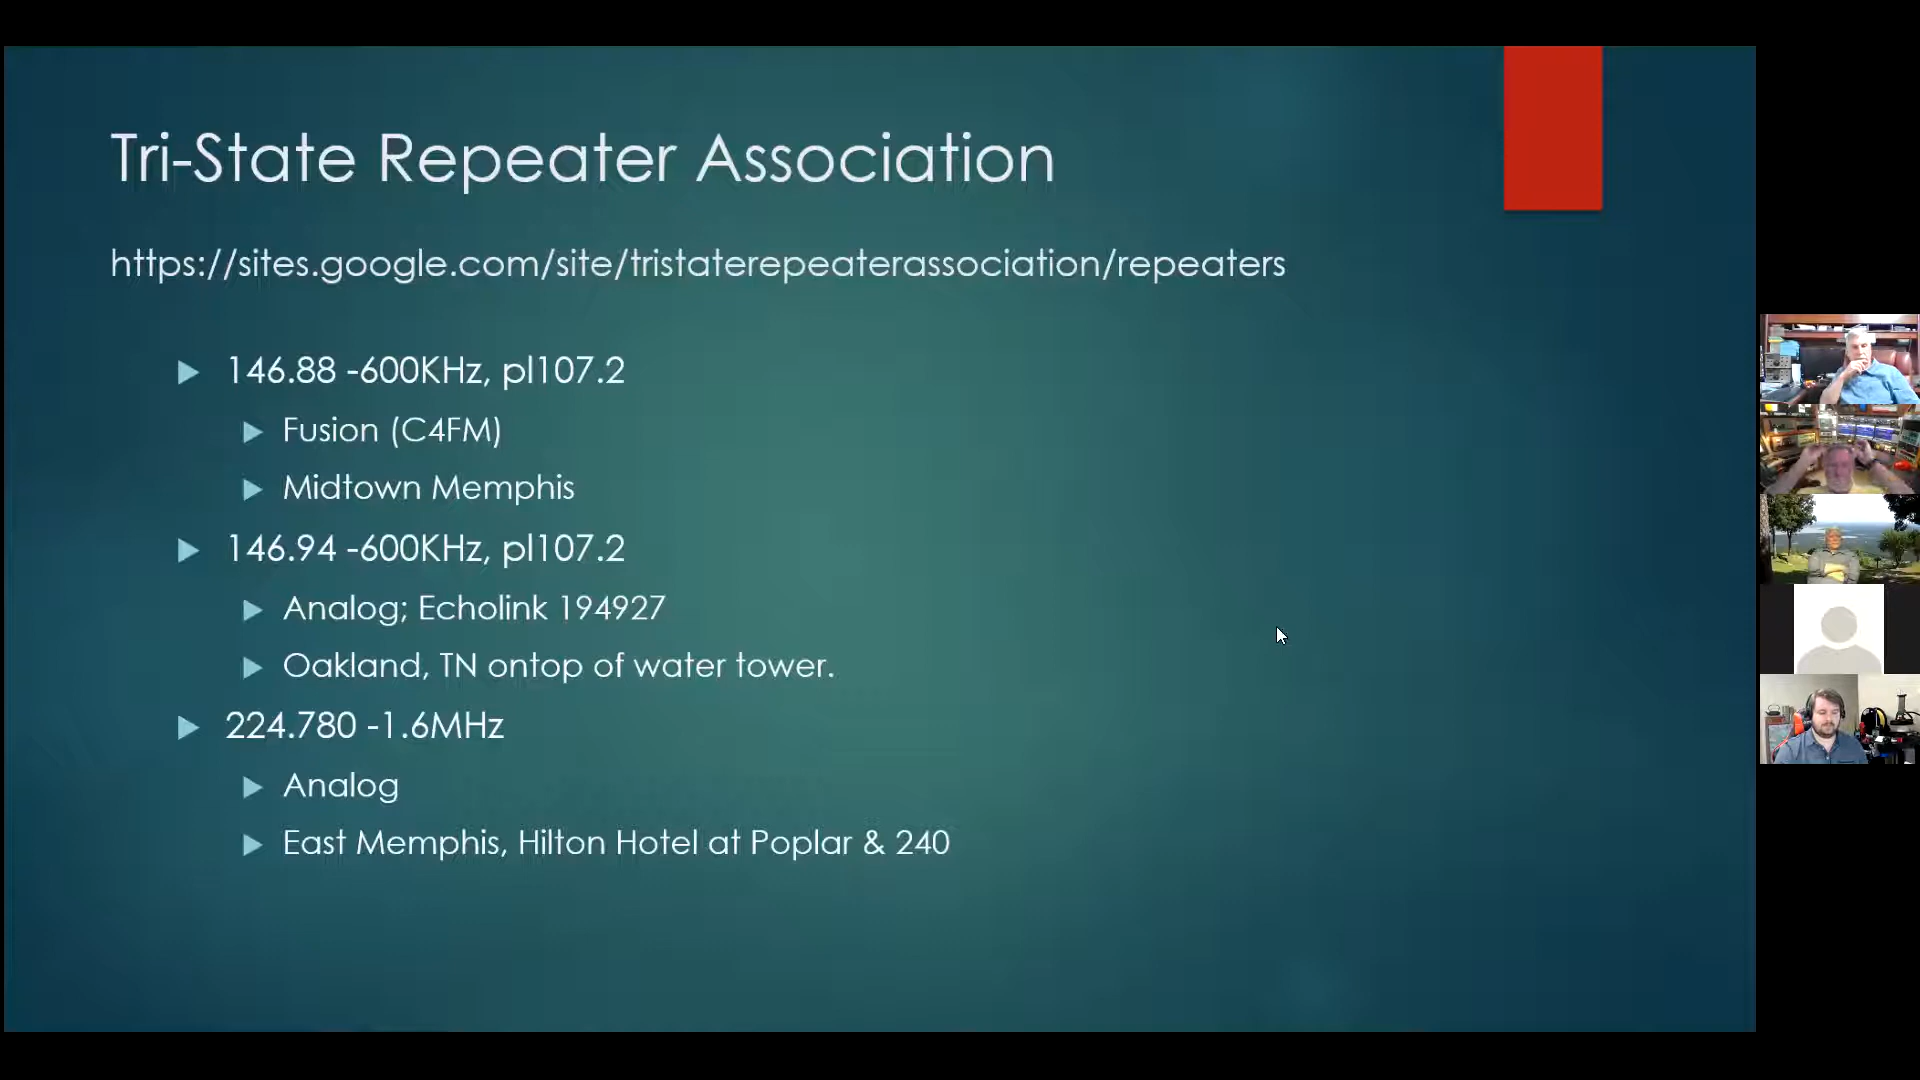 Tri-State Repeater Association
https://sites.google.com/site/tristaterepeaterassociation/repeaters
146.88 -600KHz, pl107.2
Fusion (C4FM)
Midtown Memphis
146.94 -600KHz, pl107.2
Analog; Echolink 194927
Oakland, TN ontop of water tower.
224.780 -1.6MHz
Analog
East Memphis, Hilton Hotel at Poplar & 240